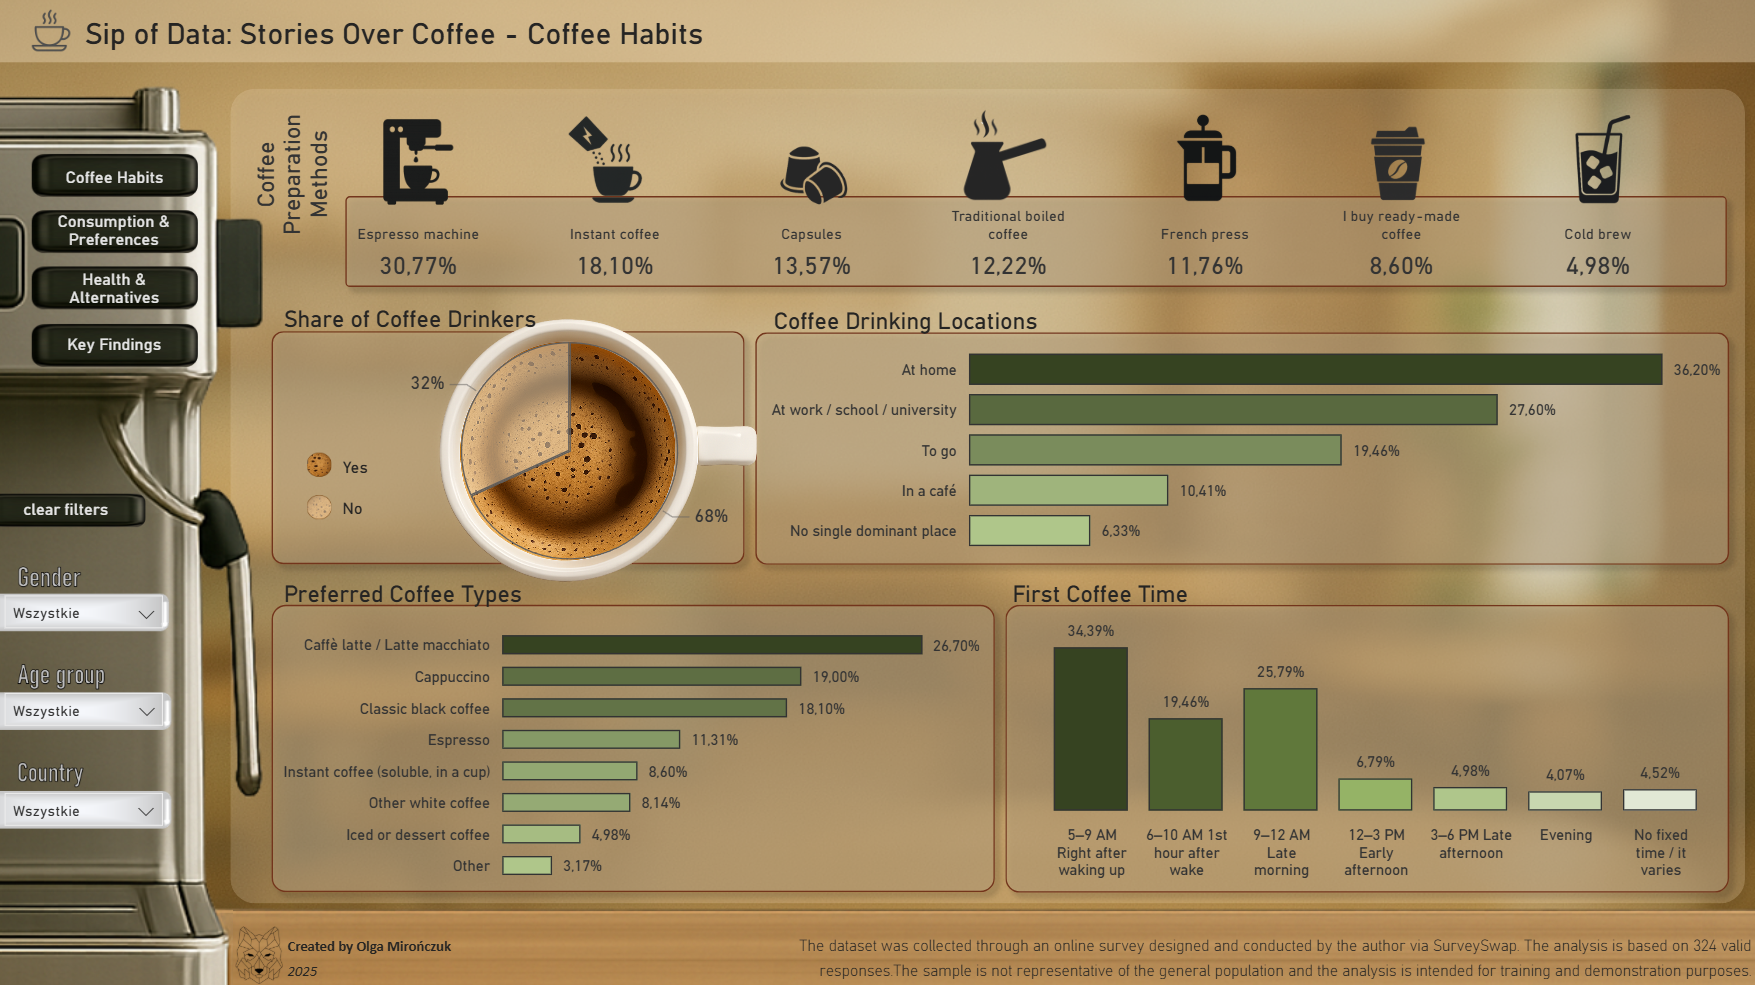 Sip of Data: Stories Over Coffee - Coffee Habits
Coffee Habits
Consumption &
Preferences
Health &
Alternatives
Key Findings
clear filters
Gender
Wszystkie
Age group
Wszystkie
Country
Wszystkie
Coffee
Preparation
Methods
Espresso machine
30,77%
Instant coffee
18,10%
Capsules
13,57%
Traditional boiled
coffee
12,22%
French press
11,76%
I buy ready-made
coffee
8,60%
Cold brew
4,98%
Share of Coffee Drinkers
32%
68%
Yes
No
Coffee Drinking Locations
At home 36,20%
At work / school / university 27,60%
To go 19,46%
In a café 10,41%
No single dominant place 6,33%
Preferred Coffee Types
Caffè latte / Latte macchiato 26,70%
Cappuccino 19,00%
Classic black coffee 18,10%
Espresso 11,31%
Instant coffee (soluble, in a cup) 8,60%
Other white coffee 8,14%
Iced or dessert coffee 4,98%
Other 3,17%
First Coffee Time
34,39%
19,46%
25,79%
6,79%
4,98%
4,07%
4,52%
5–9 AM
Right after
waking up
6–10 AM 1st
hour after
wake
9–12 AM
Late
morning
12–3 PM
Early
afternoon
3–6 PM Late
afternoon
Evening
No fixed
time / it
varies
Created by Olga Mirończuk
2025
The dataset was collected through an online survey designed and conducted by the author via SurveySwap. The analysis is based on 324 valid
responses.The sample is not representative of the general population and the analysis is intended for training and demonstration purposes.